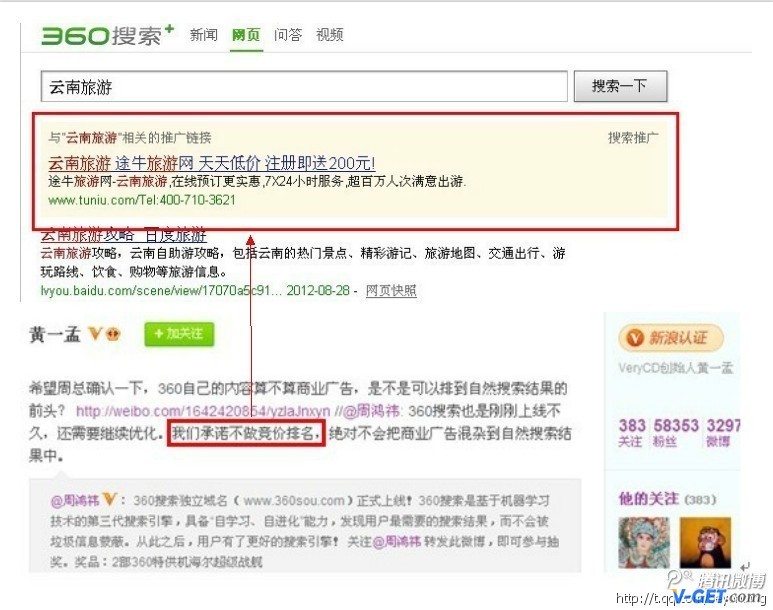 360搜索+ 新闻 网页 问答 视频
云南旅游 搜索一下
与"云南旅游"相关的推广链接 搜索推广
云南旅游 途牛旅游网 天天低价 注册即送200元!
途牛旅游网-云南旅游,在线预订更实惠,7X24小时服务,超百万人次满意出游.
www.tuniu.com/Tel:400-710-3621
云南旅游攻略 百度旅游
云南旅游攻略，云南自助游攻略，包括云南的热门景点、精彩游记、旅游地图、交通出行、游
玩路线、饮食、购物等旅游信息。
lvyou.baidu.com/scene/view/17070a5c91... 2012-08-28 - 网页快照
黄一孟 V +加关注
V 新浪认证
VeryCD创始人黄一孟
希望周总确认一下，360自己的内容算不算商业广告，是不是可以排到自然搜索结果的
前头？ http://weibo.com/1642420854/yzlaJnxyn //@周鸿祎: 360搜索也是刚刚上线不
久，还需要继续优化。我们承诺不做竞价排名，绝对不会把商业广告混杂到自然搜索结
果中。
383 58353 3297
关注 粉丝 微博
@周鸿祎 V ：360搜索独立域名（www.360sou.com）正式上线！360搜索是基于机器学习
技术的第三代搜索引擎，具备“自学习、自进化”能力，发现用户最需要的搜索结果，而不会被
垃圾信息蒙蔽。从此之后，用户有了更好的搜索引擎！关注@周鸿祎 转发此微博，即可参与抽
奖。奖品：2部360特供机海尔超级战舰
他的关注 (383)
腾讯微博
http://t.qq.com
V-GET.com